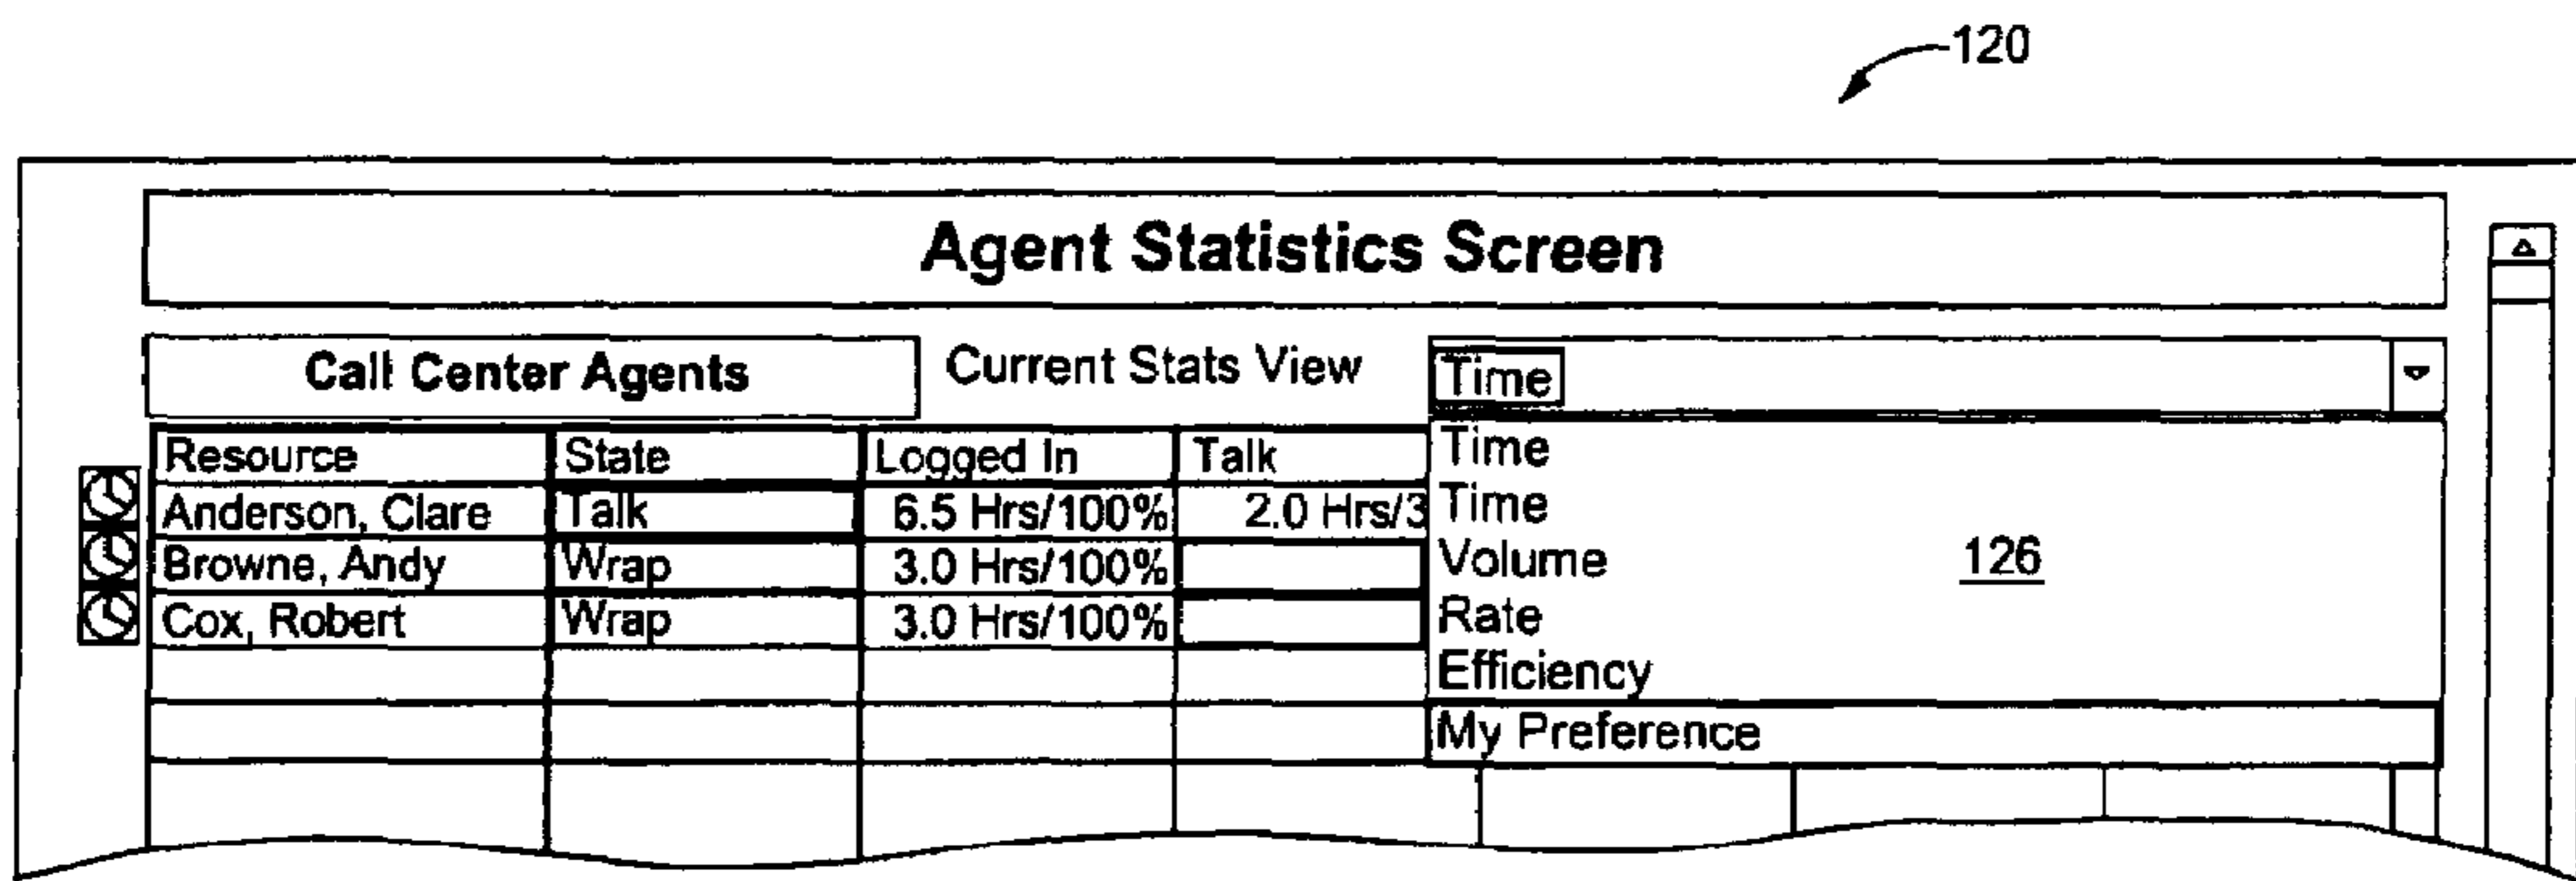 120
Agent Statistics Screen
Call Center Agents Current Stats View Time
Resource State Logged In Talk Time
Anderson, Clare Talk 6.5 Hrs/100% 2.0 Hrs/3 Time
Browne, Andy Wrap 3.0 Hrs/100% Volume 126
Cox, Robert Wrap 3.0 Hrs/100% Rate
Efficiency
My Preference